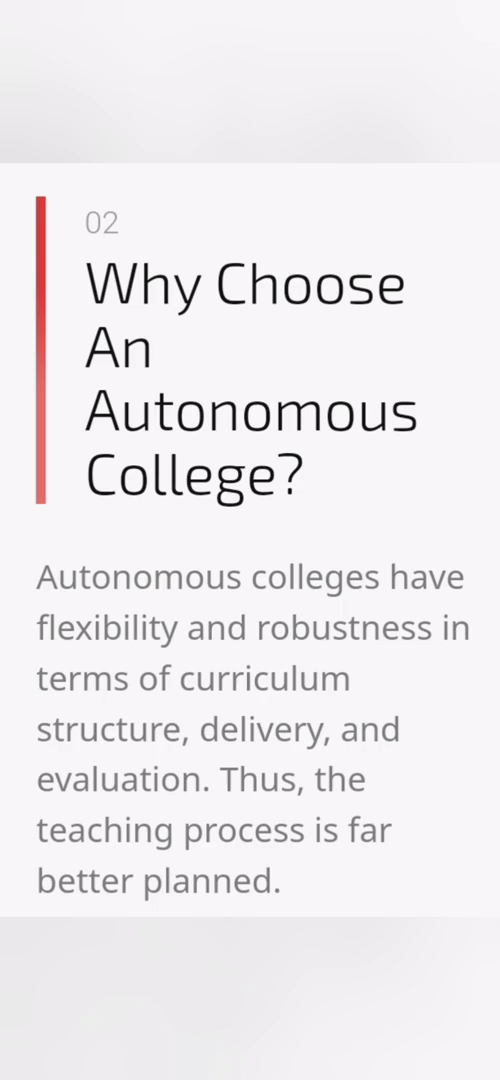 02
Why Choose
An
Autonomous
College?
Autonomous colleges have
flexibility and robustness in
terms of curriculum
structure, delivery, and
evaluation. Thus, the
teaching process is far
better planned.